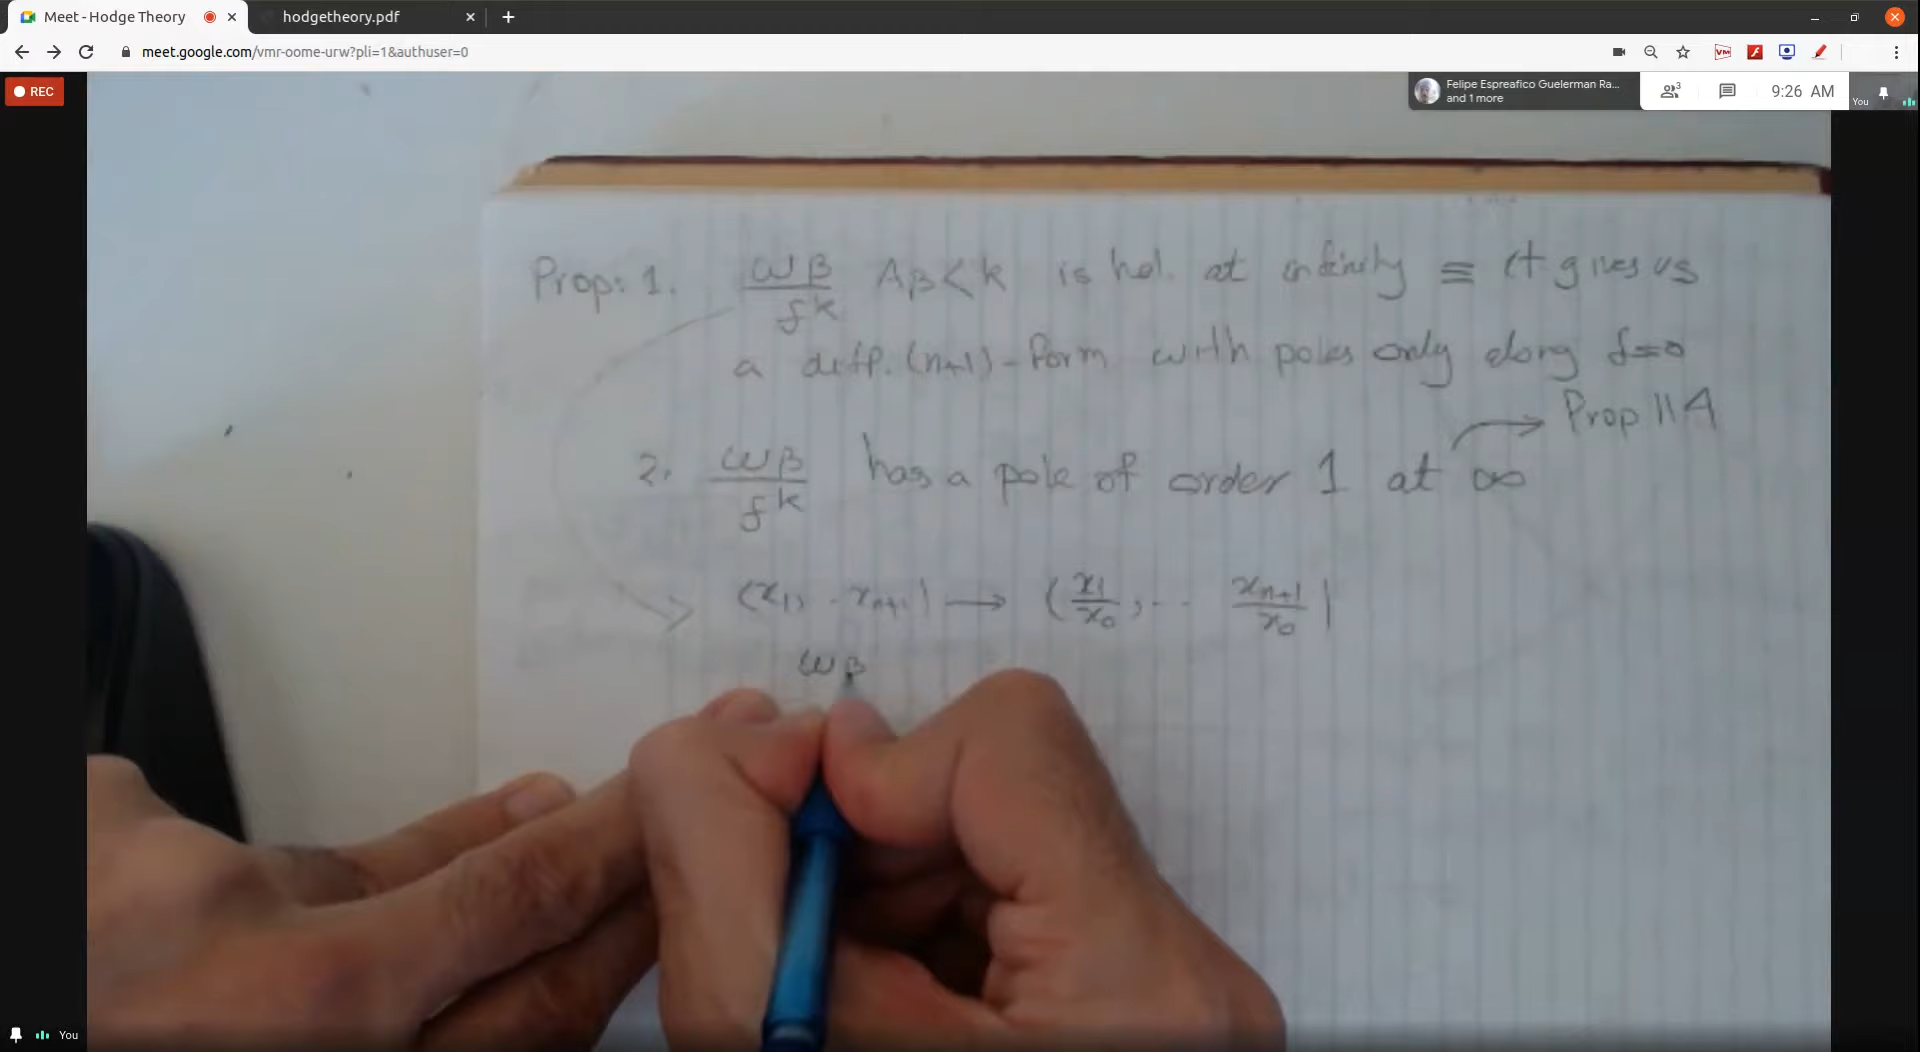 Meet - Hodge Theory
hodgetheory.pdf
meet.google.com/vmr-oome-urw?pli=1&authuser=0
REC
Felipe Espreafico Guelerman Ra...
and 1 more
3
9:26 AM
You
Prop: 1. ωβ/f^k Aβ<k is hol. at infinity ≡ it gives us
a diff. (n+1)-form with poles only along f=0
Prop 11.4
2. ωβ/f^k has a pole of order 1 at ∞
(x1, .. xn+1) → (x1/x0, ... xn+1/x0)
ωβ
You